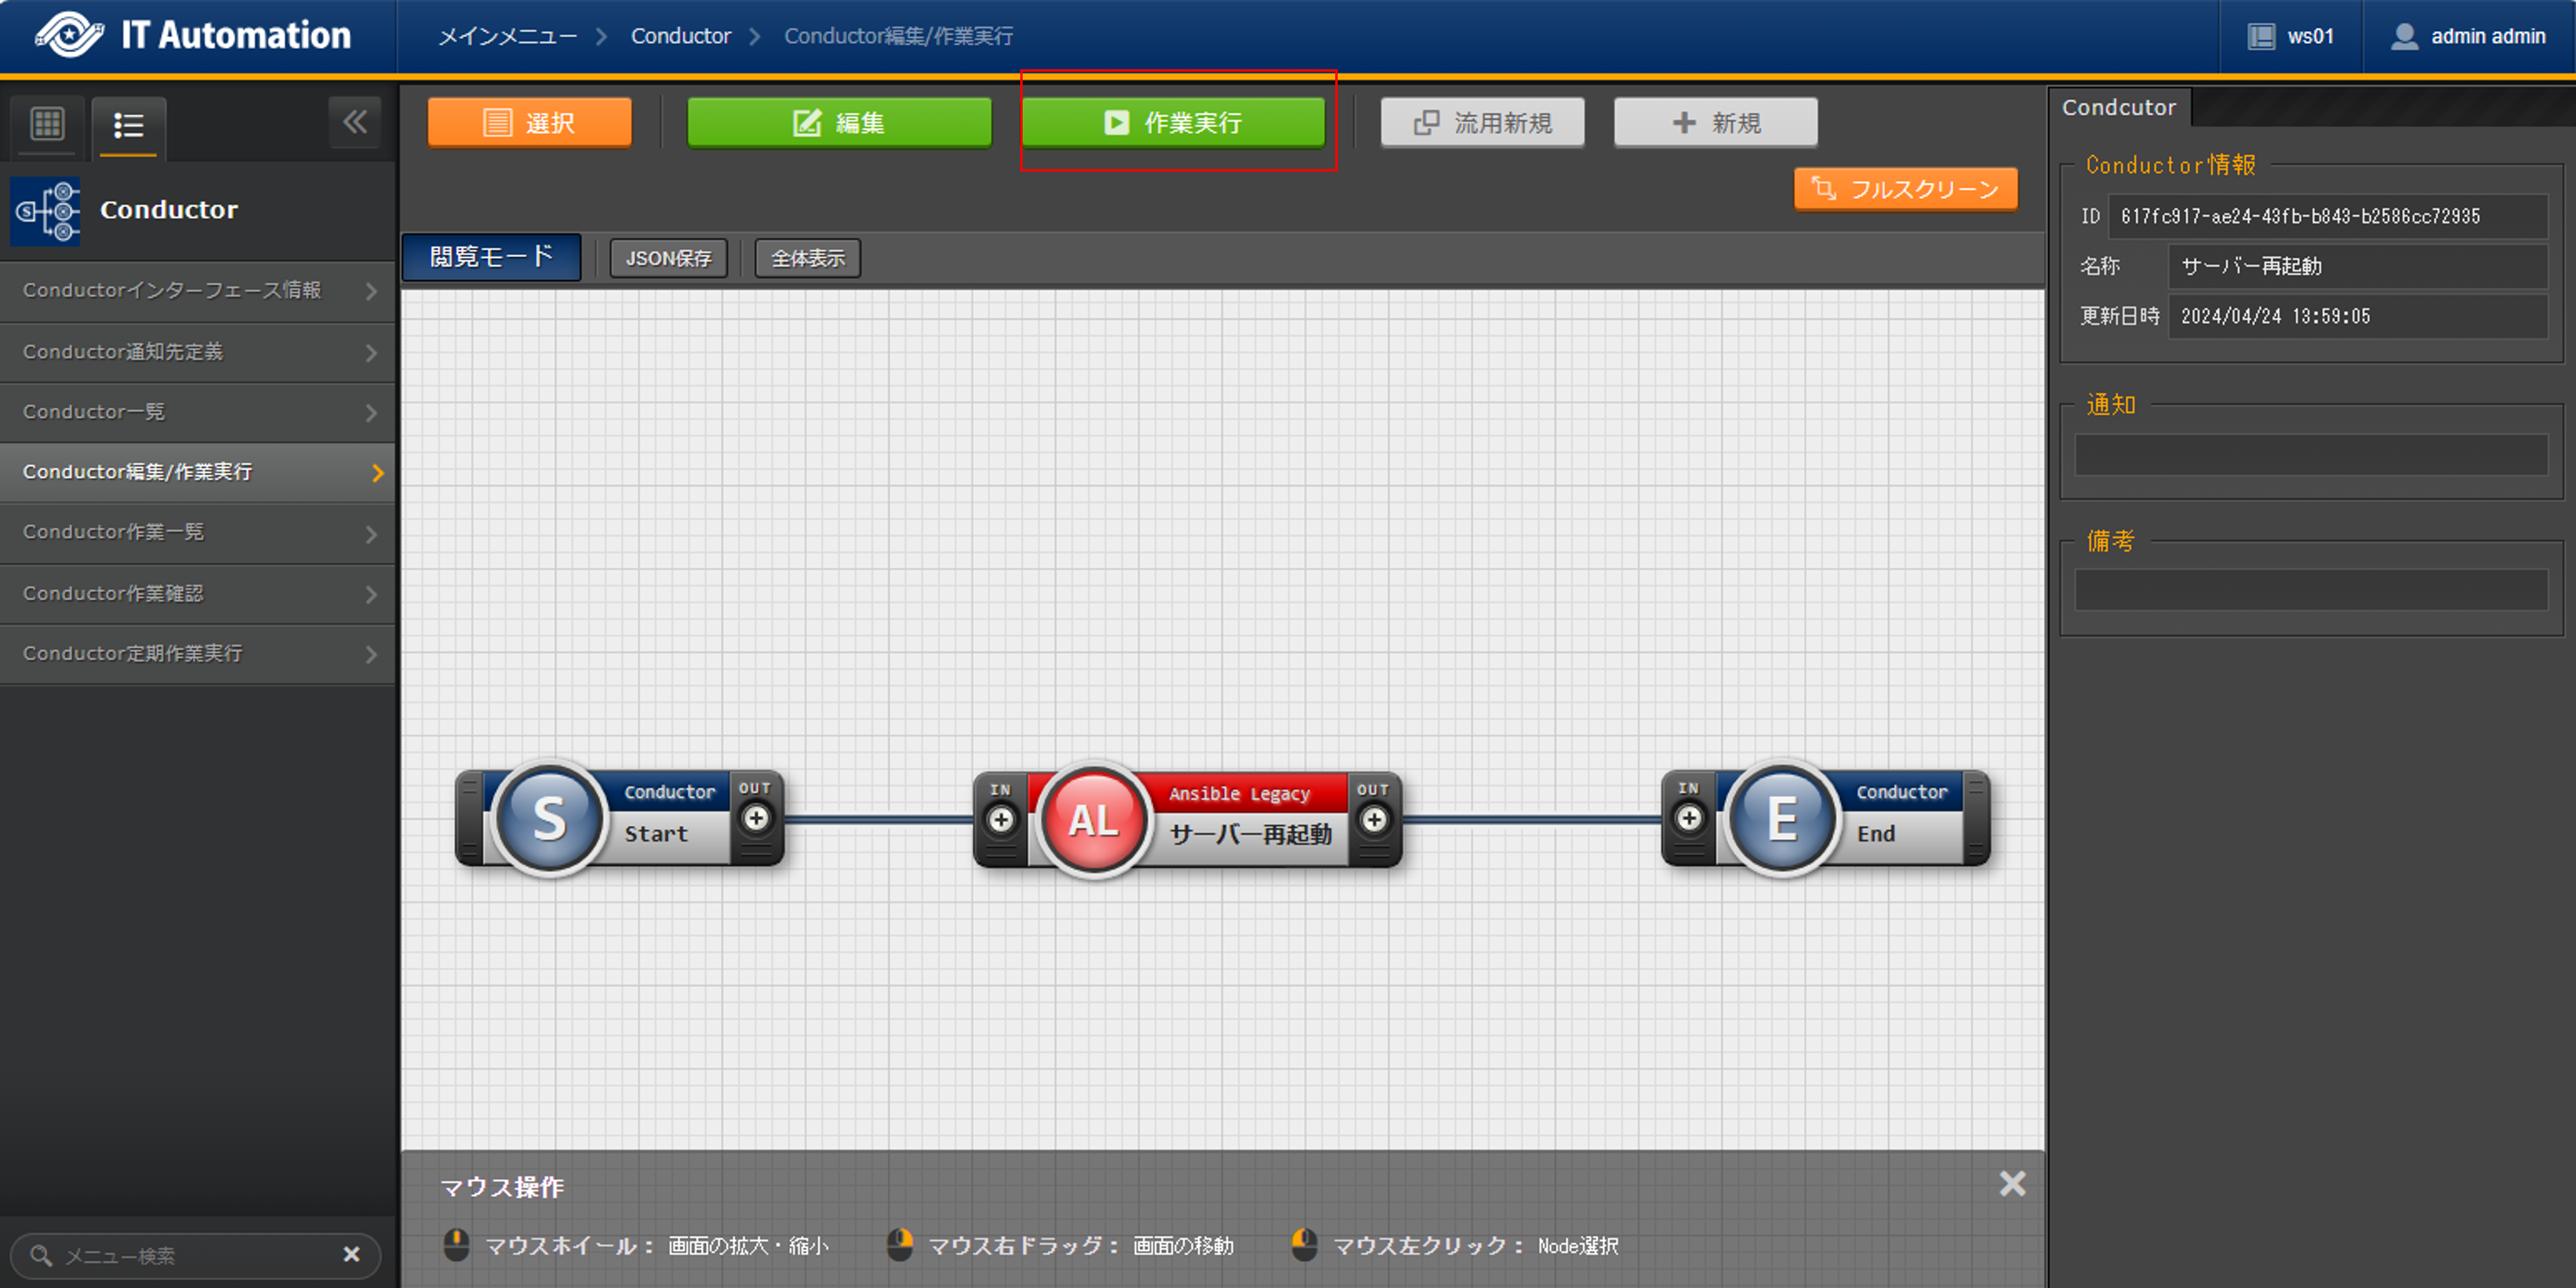 IT Automation
メインメニュー > Conductor > Conductor編集/作業実行
ws01
admin admin
選択
編集
作業実行
流用新規
新規
フルスクリーン
Conductor
Conductorインターフェース情報
Conductor通知先定義
Conductor一覧
Conductor編集/作業実行
Conductor作業一覧
Conductor作業確認
Conductor定期作業実行
メニュー検索
閲覧モード
JSON保存
全体表示
S
Conductor
Start
OUT
IN
AL
Ansible Legacy
サーバー再起動
OUT
IN
E
Conductor
End
マウス操作
マウスホイール： 画面の拡大・縮小
マウス右ドラッグ： 画面の移動
マウス左クリック： Node選択
Condcutor
Conductor情報
ID 617fc917-ae24-43fb-b843-b2586cc72935
名称 サーバー再起動
更新日時 2024/04/24 13:59:05
通知
備考